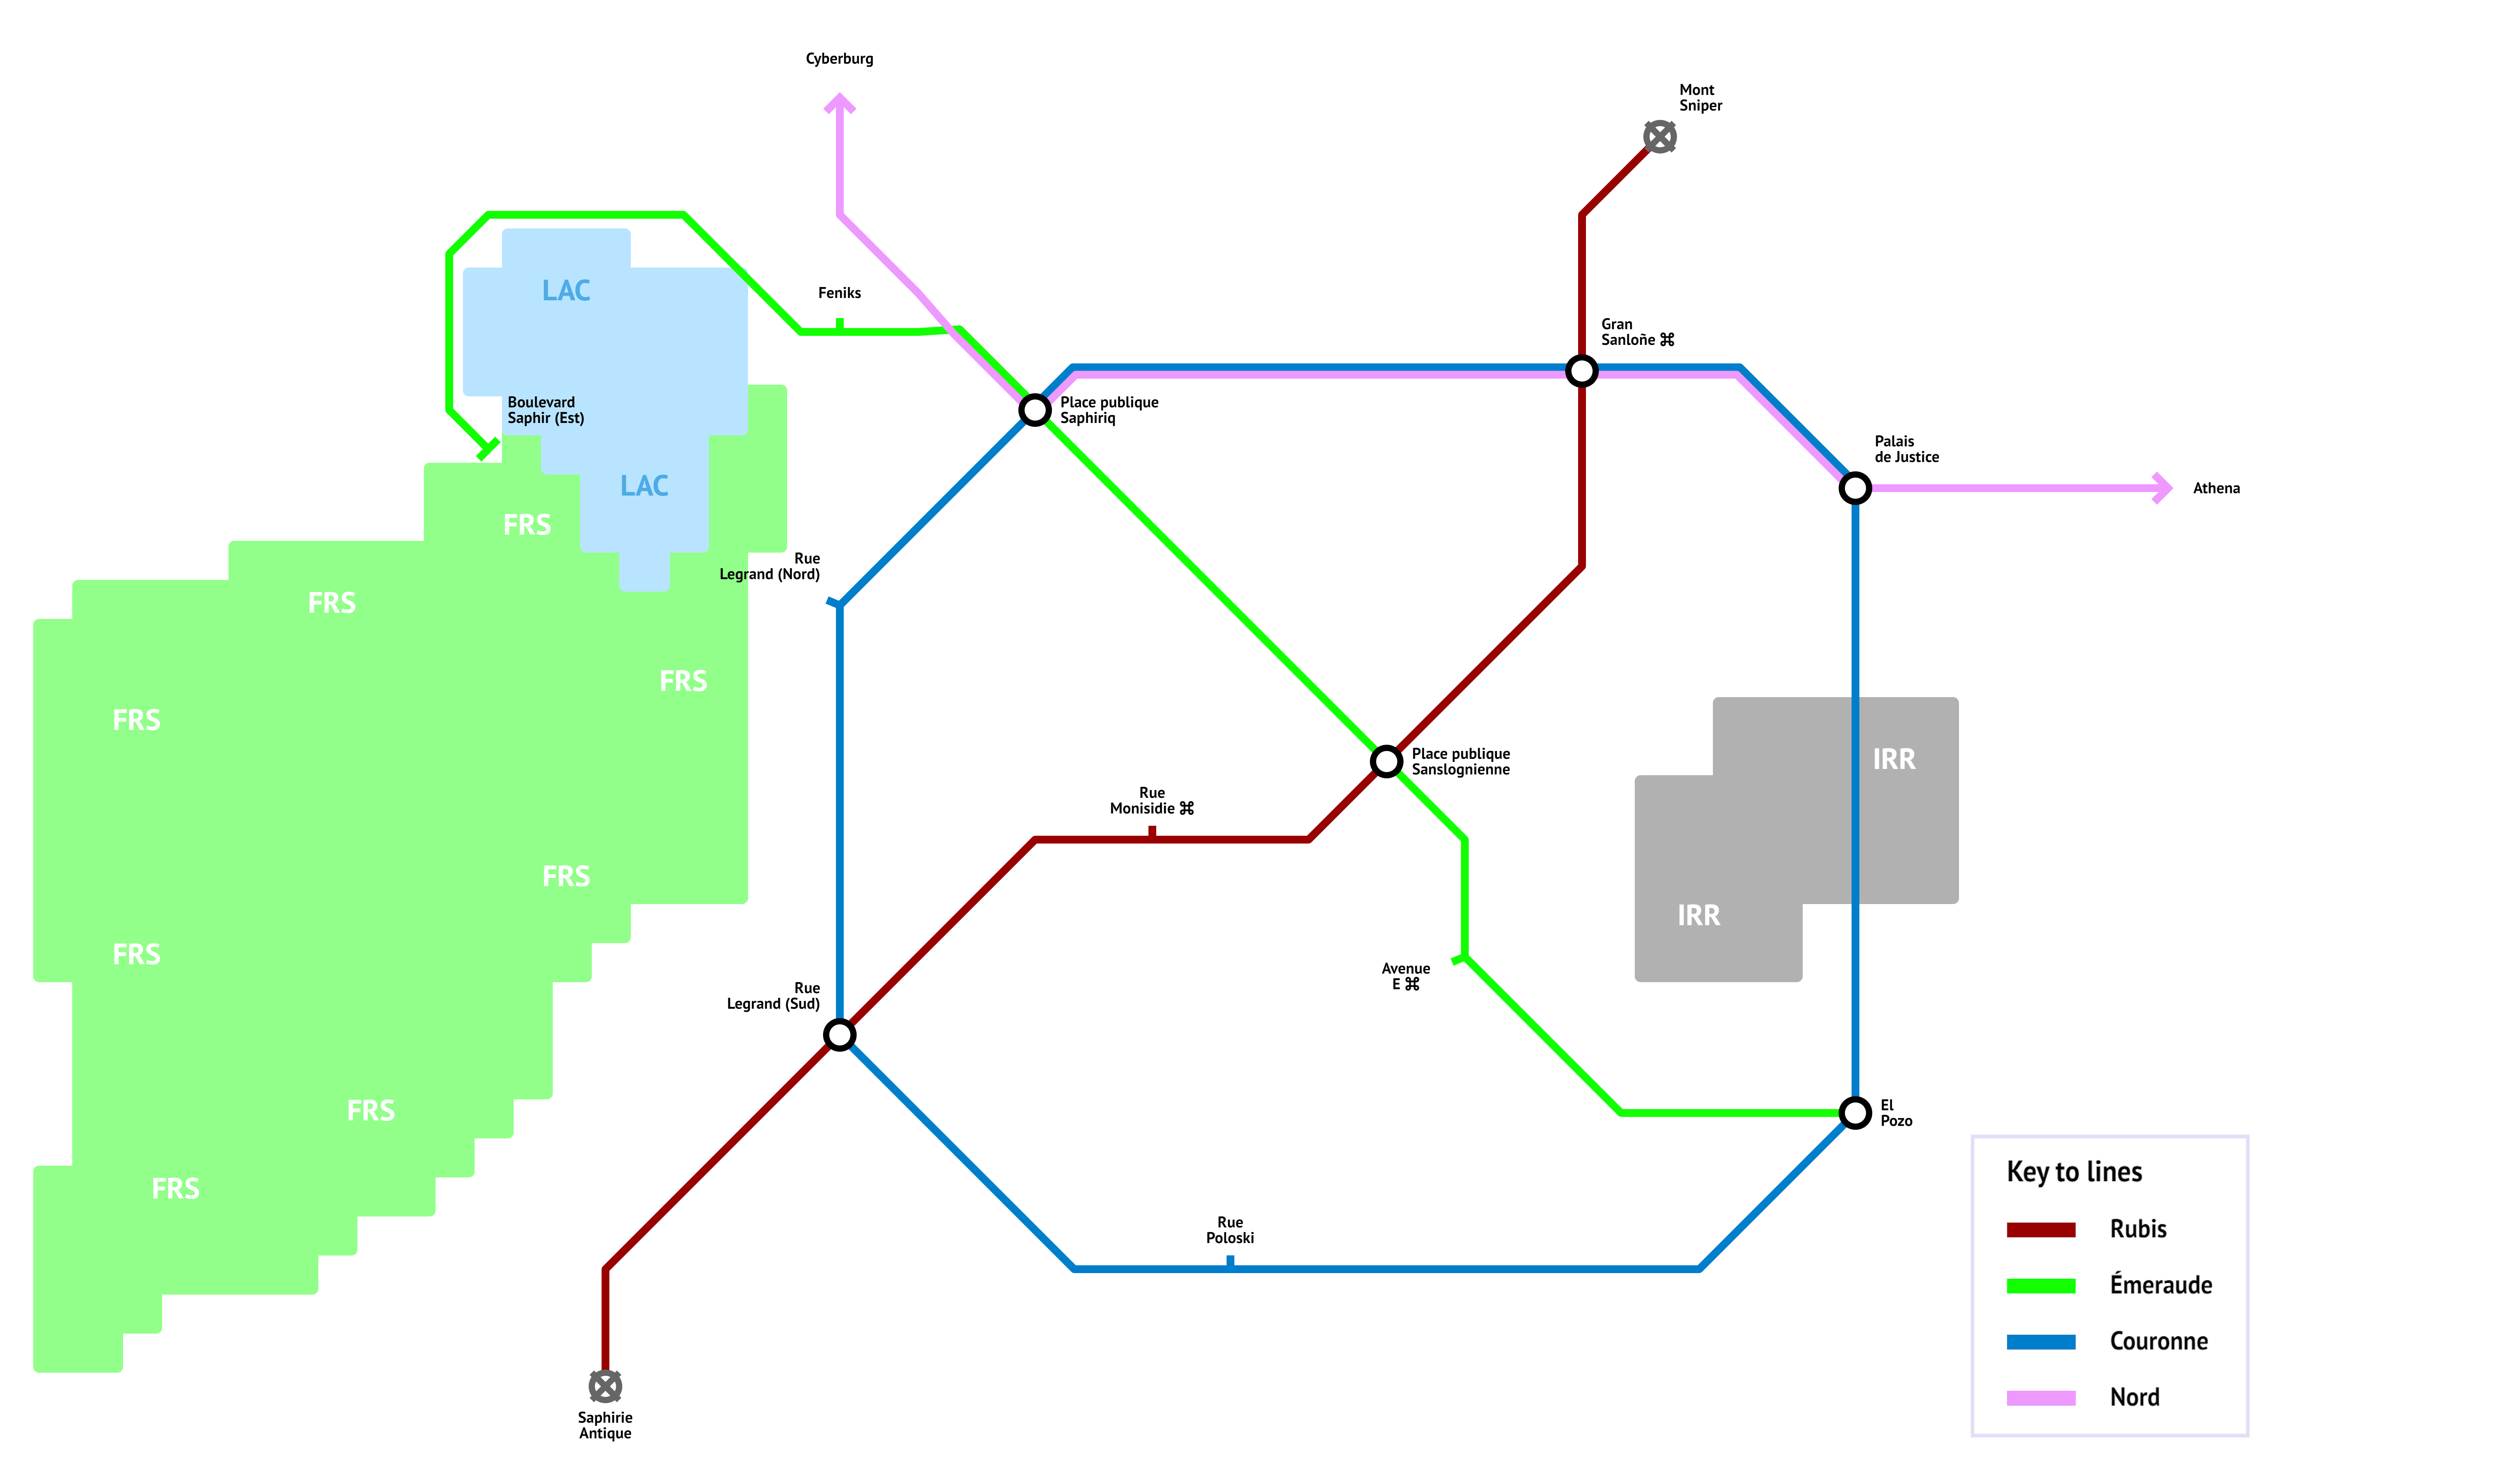 Cyberburg
Mont
Sniper
LAC
Feniks
Gran
Sanloñe ⌘
Boulevard
Saphir (Est)
Place publique
Saphiriq
Palais
de Justice
Athena
LAC
FRS
Rue
Legrand (Nord)
FRS
FRS
FRS
Place publique
Sanslognienne
IRR
Rue
Monisidie ⌘
FRS
IRR
FRS
Avenue
E ⌘
Rue
Legrand (Sud)
FRS
El
Pozo
FRS
Rue
Poloski
Saphirie
Antique
Key to lines
Rubis
Émeraude
Couronne
Nord